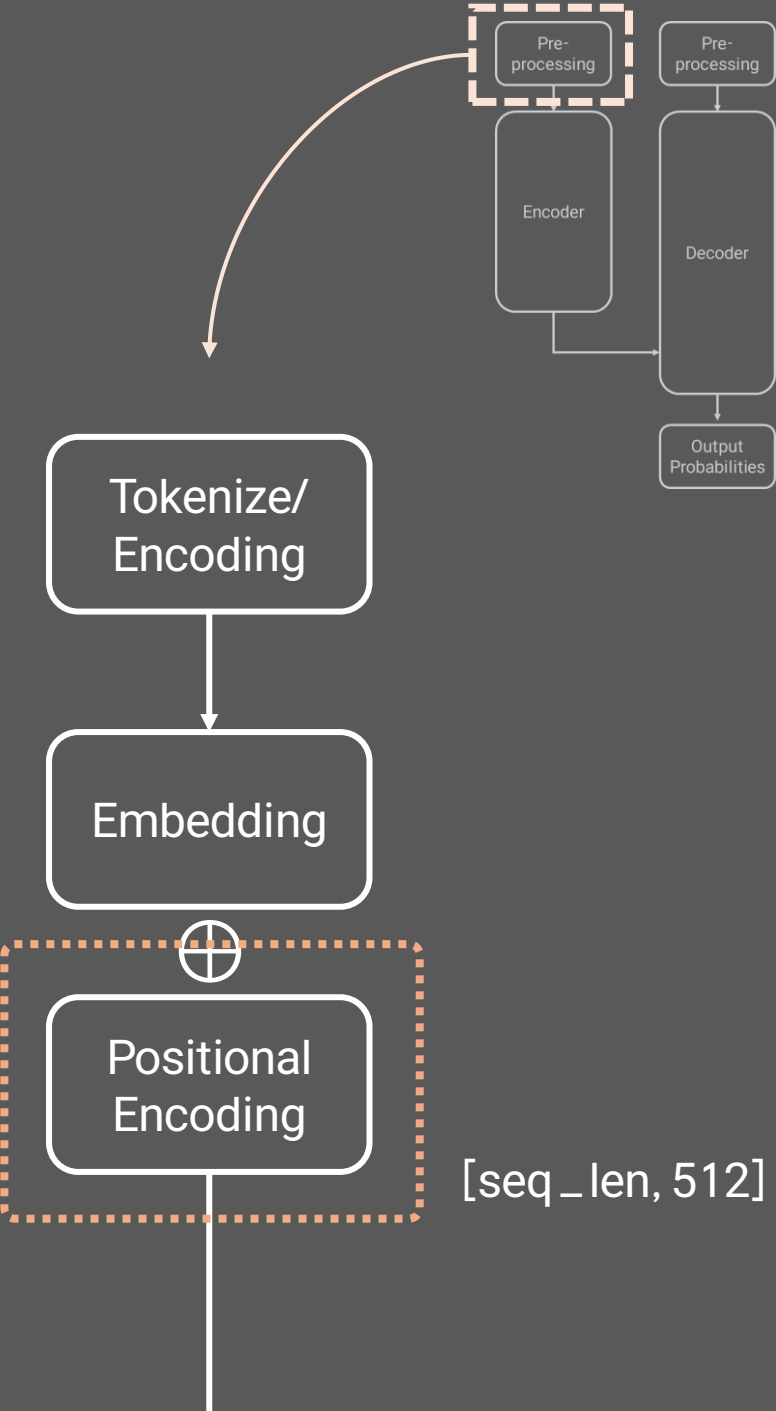 Pre-
processing
Pre-
processing
Encoder
Decoder
Output
Probabilities
Tokenize/
Encoding
Embedding
Positional
Encoding
[seq_len, 512]